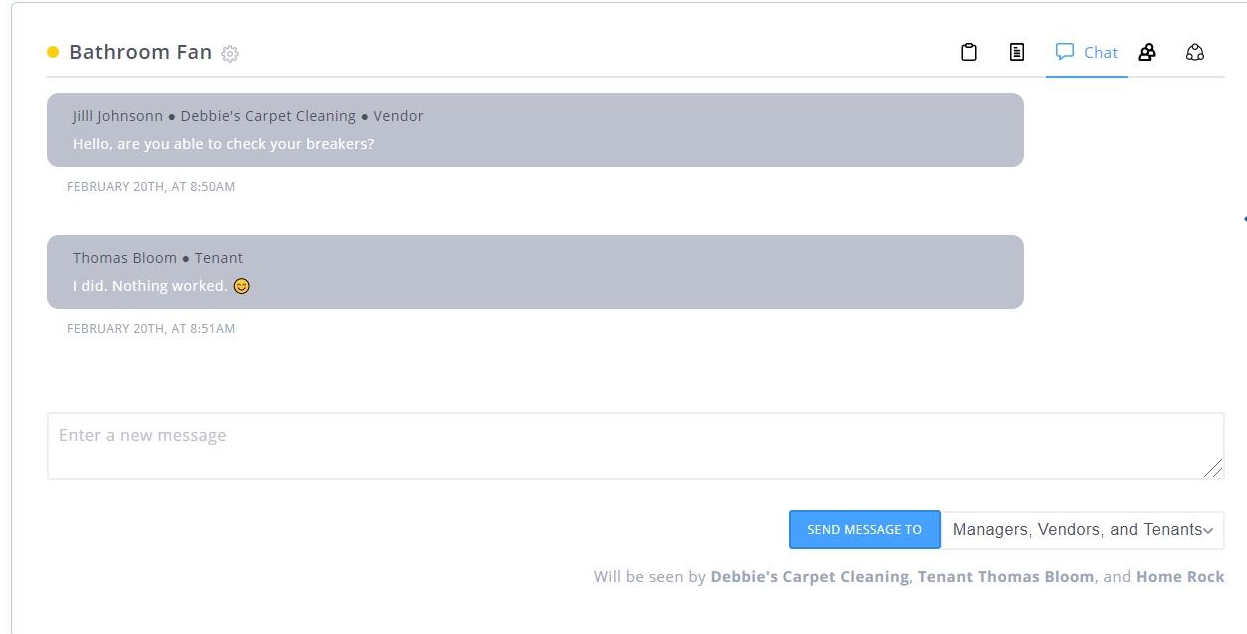 Bathroom Fan
Chat
Jilll Johnsonn ● Debbie's Carpet Cleaning ● Vendor
Hello, are you able to check your breakers?
FEBRUARY 20TH, AT 8:50AM
Thomas Bloom ● Tenant
I did. Nothing worked. 😊
FEBRUARY 20TH, AT 8:51AM
Enter a new message
SEND MESSAGE TO Managers, Vendors, and Tenants
Will be seen by Debbie's Carpet Cleaning, Tenant Thomas Bloom, and Home Rock